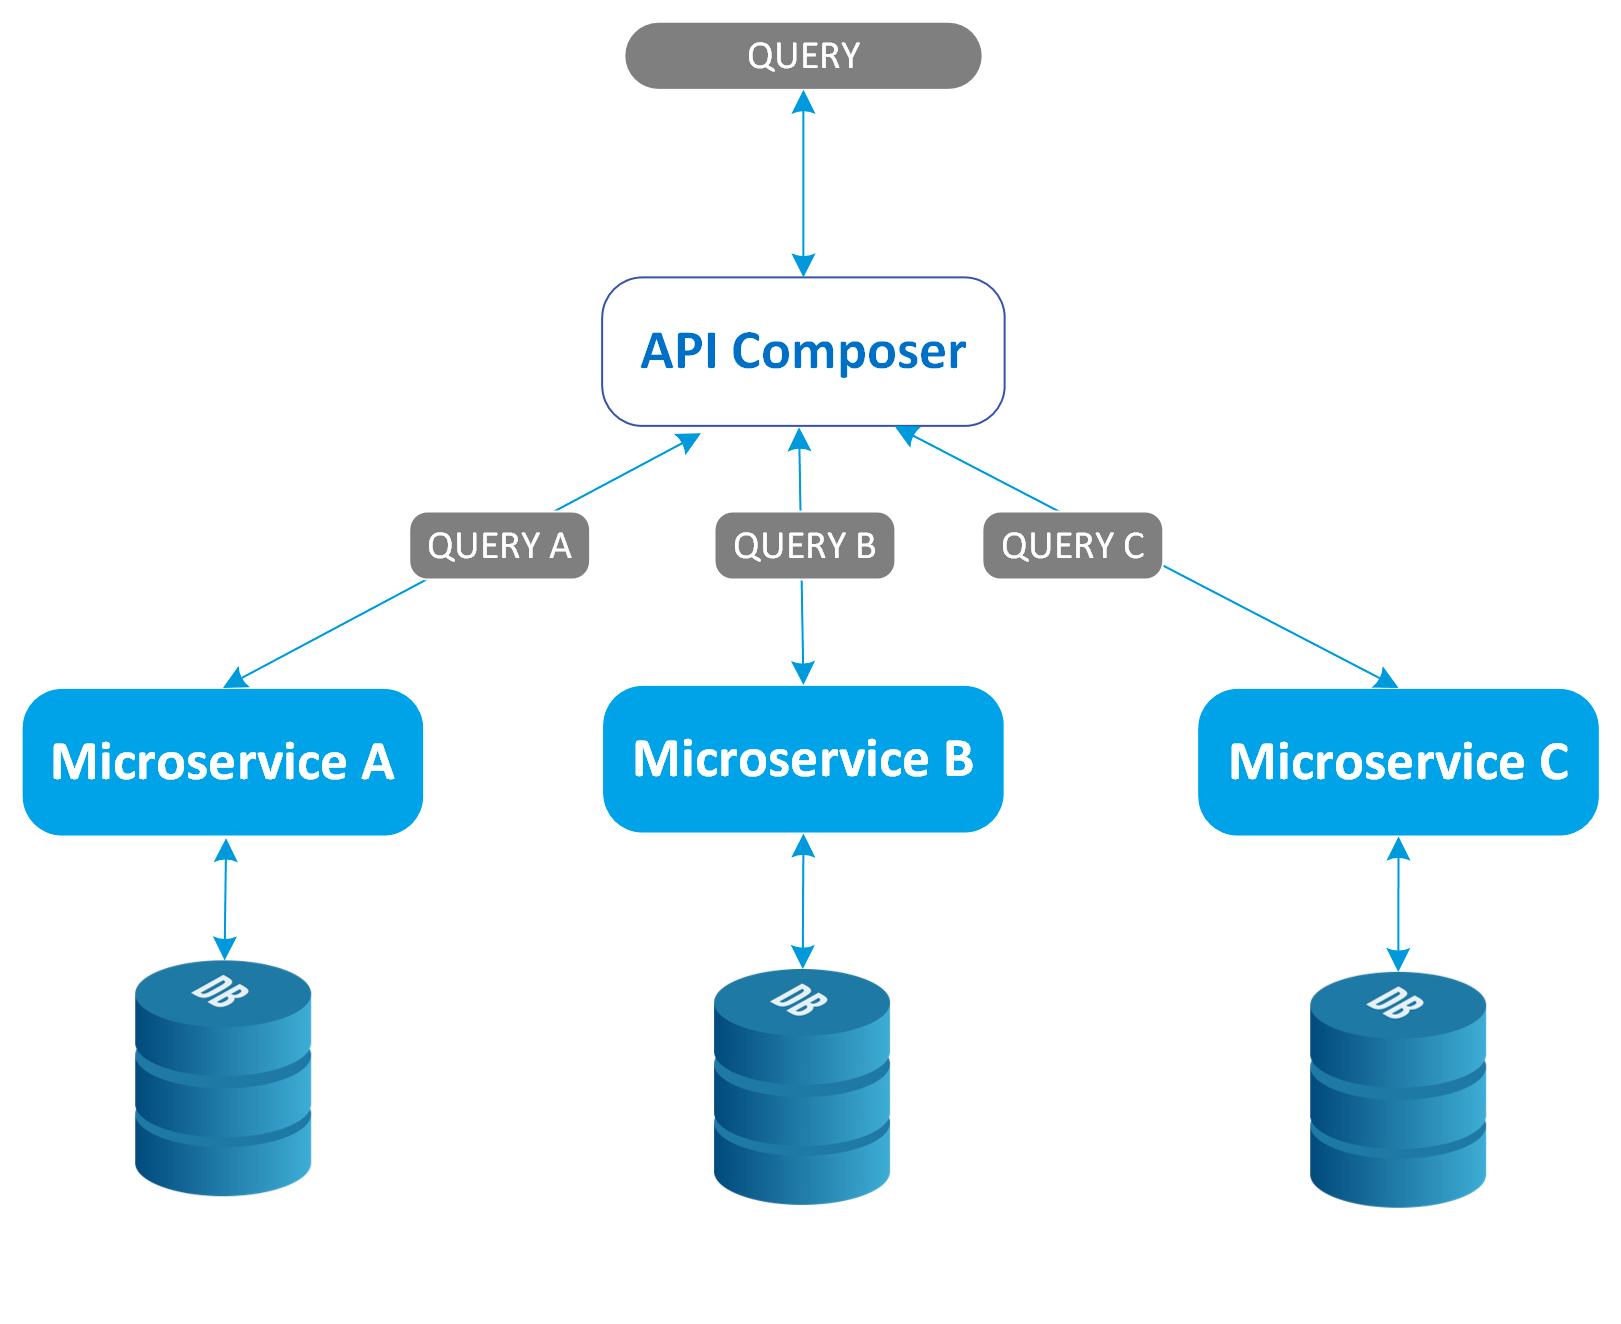 QUERY
API Composer
QUERY A
QUERY B
QUERY C
Microservice A
Microservice B
Microservice C
DB
DB
DB